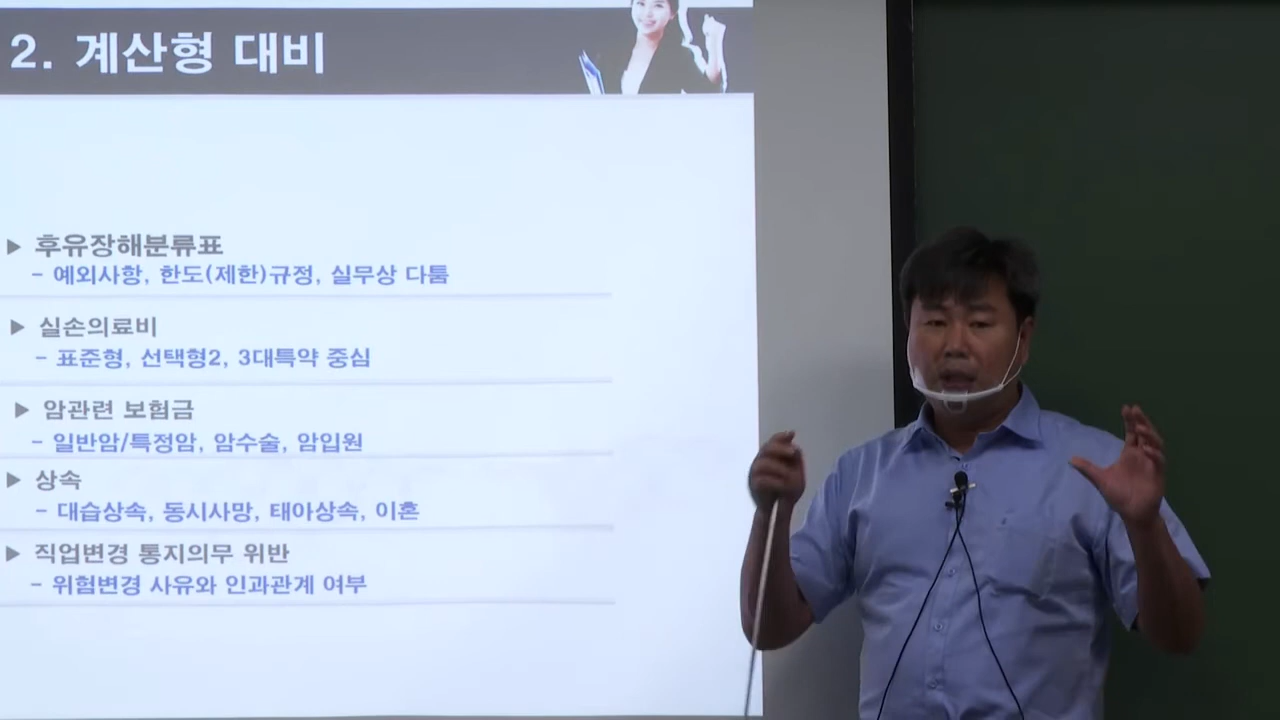 2. 계산형 대비
▶ 후유장해분류표
- 예외사항, 한도(제한)규정, 실무상 다툼
▶ 실손의료비
- 표준형, 선택형2, 3대특약 중심
▶ 암관련 보험금
- 일반암/특정암, 암수술, 암입원
▶ 상속
- 대습상속, 동시사망, 태아상속, 이혼
▶ 직업변경 통지의무 위반
- 위험변경 사유와 인과관계 여부